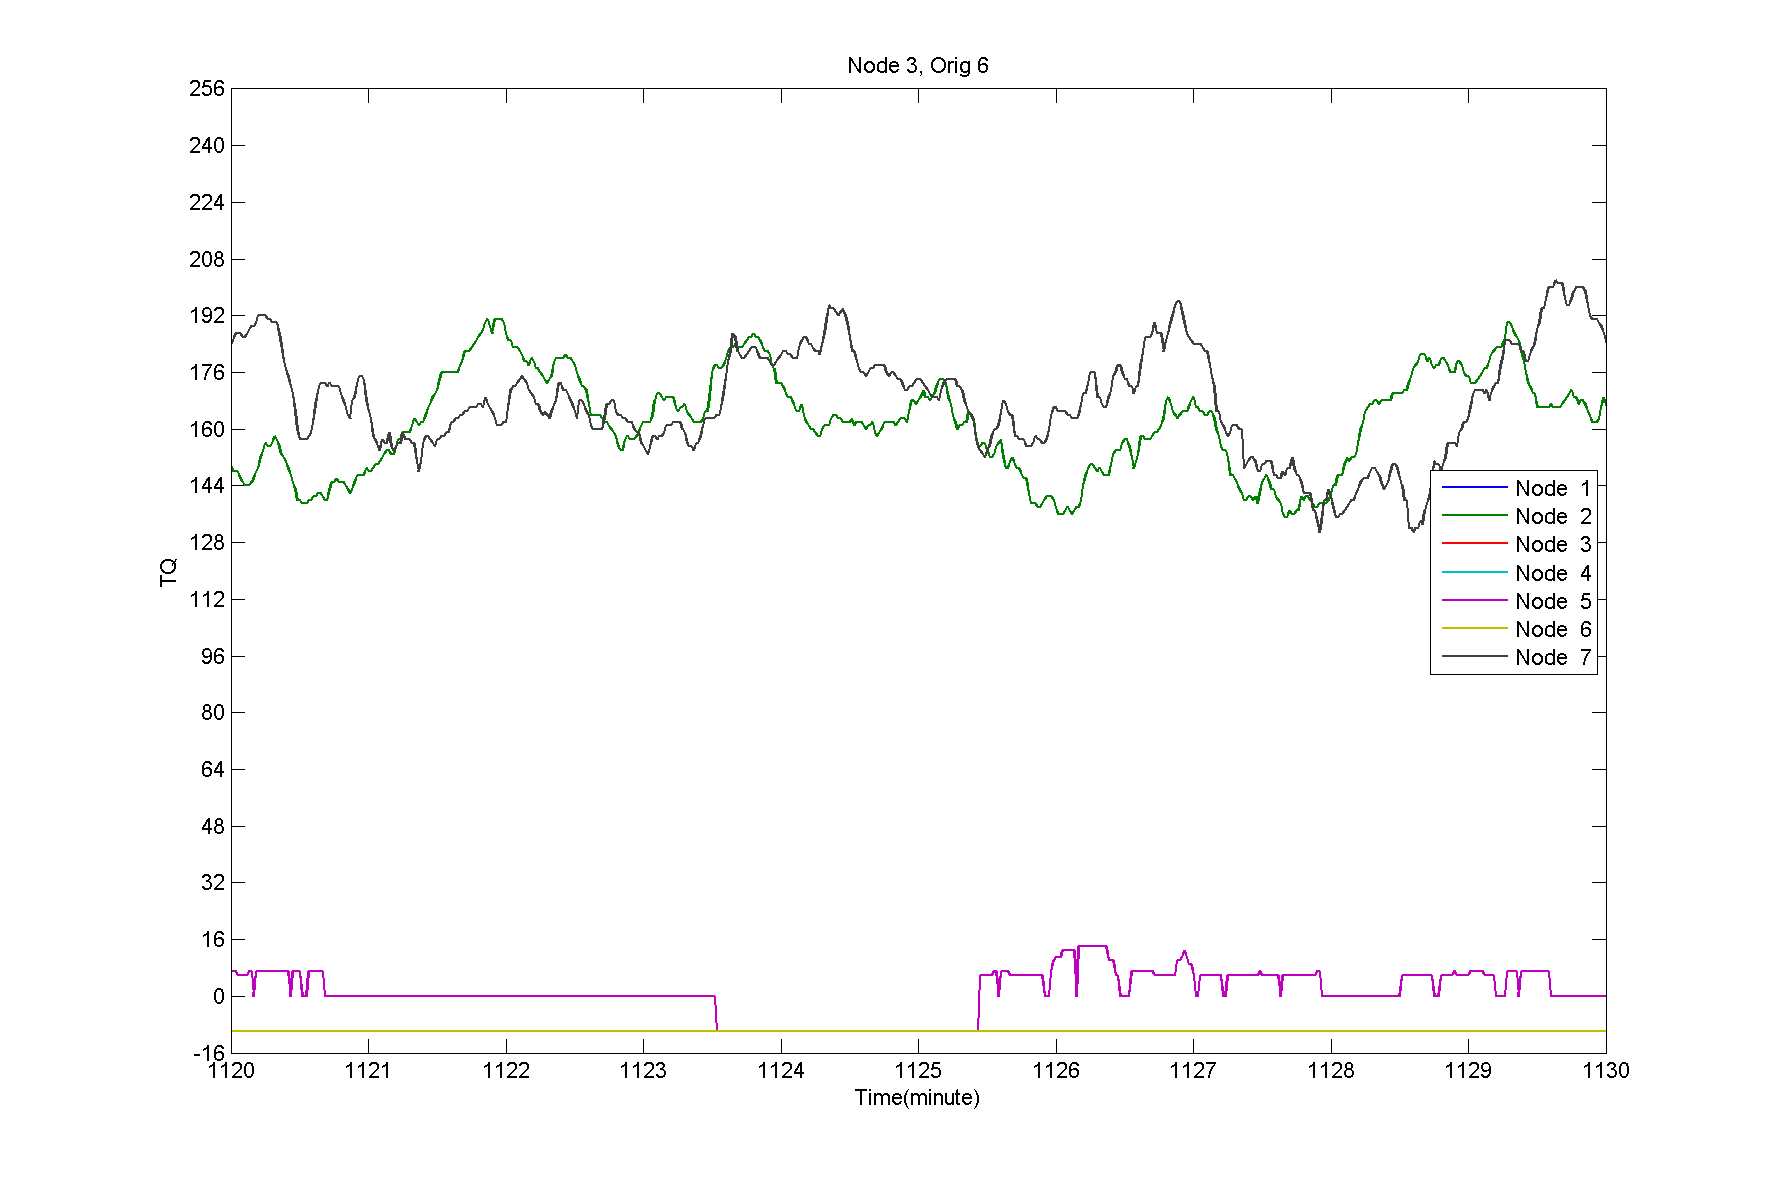 Node 3, Orig 6
256
240
224
208
192
176
160
144
128
112
96
80
64
48
32
16
0
-16
TQ
Node 1
Node 2
Node 3
Node 4
Node 5
Node 6
Node 7
1120 1121 1122 1123 1124 1125 1126 1127 1128 1129 1130
Time(minute)